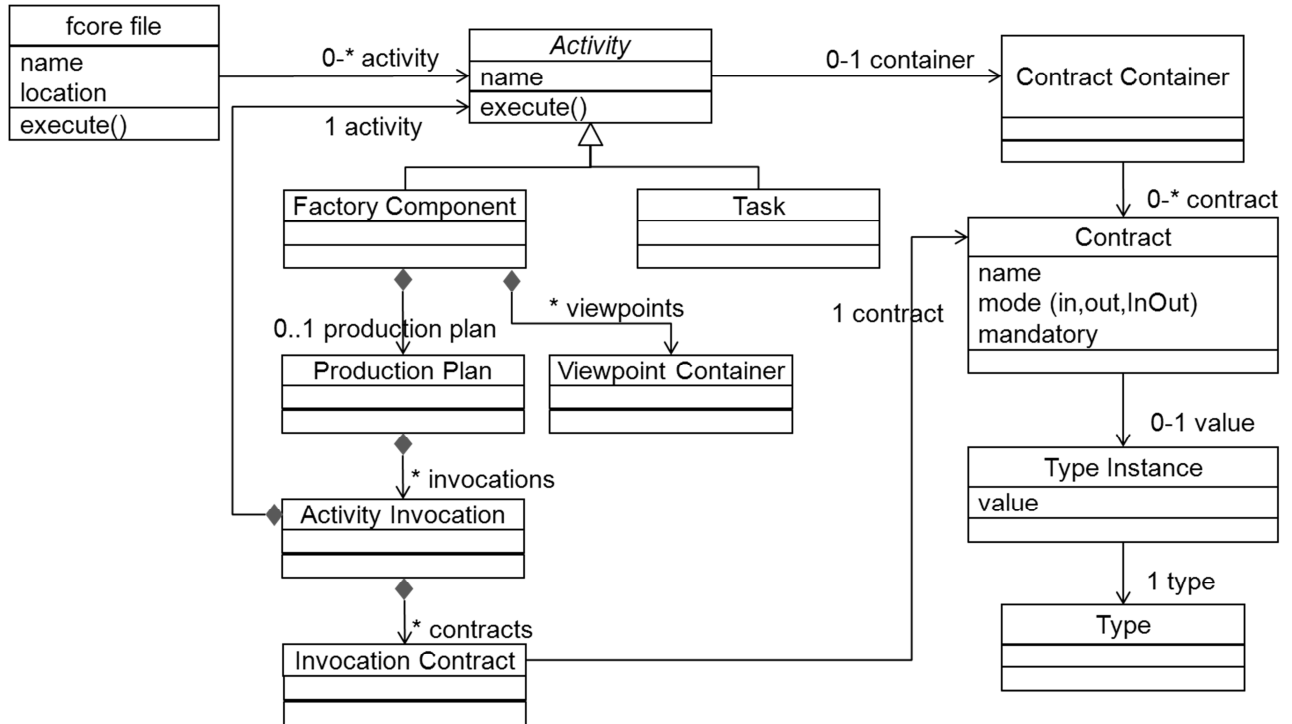 fcore file
name
location
execute()
0-* activity
Activity
name
execute()
0-1 container
Contract Container
1 activity
Factory Component
Task
0-* contract
Contract
name
mode (in,out,InOut)
mandatory
* viewpoints
1 contract
0..1 production plan
Production Plan
Viewpoint Container
0-1 value
* invocations
Type Instance
value
Activity Invocation
1 type
Type
* contracts
Invocation Contract